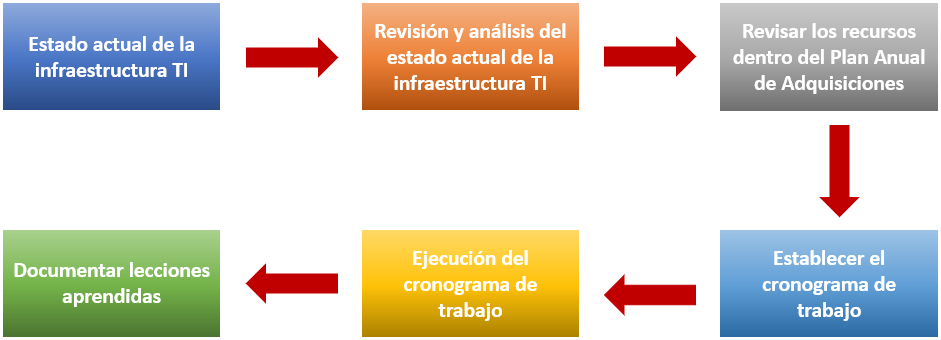 Estado actual de la
infraestructura TI
Revisión y análisis del
estado actual de la
infraestructura TI
Revisar los recursos
dentro del Plan Anual
de Adquisiciones
Establecer el
cronograma de
trabajo
Ejecución del
cronograma de
trabajo
Documentar lecciones
aprendidas